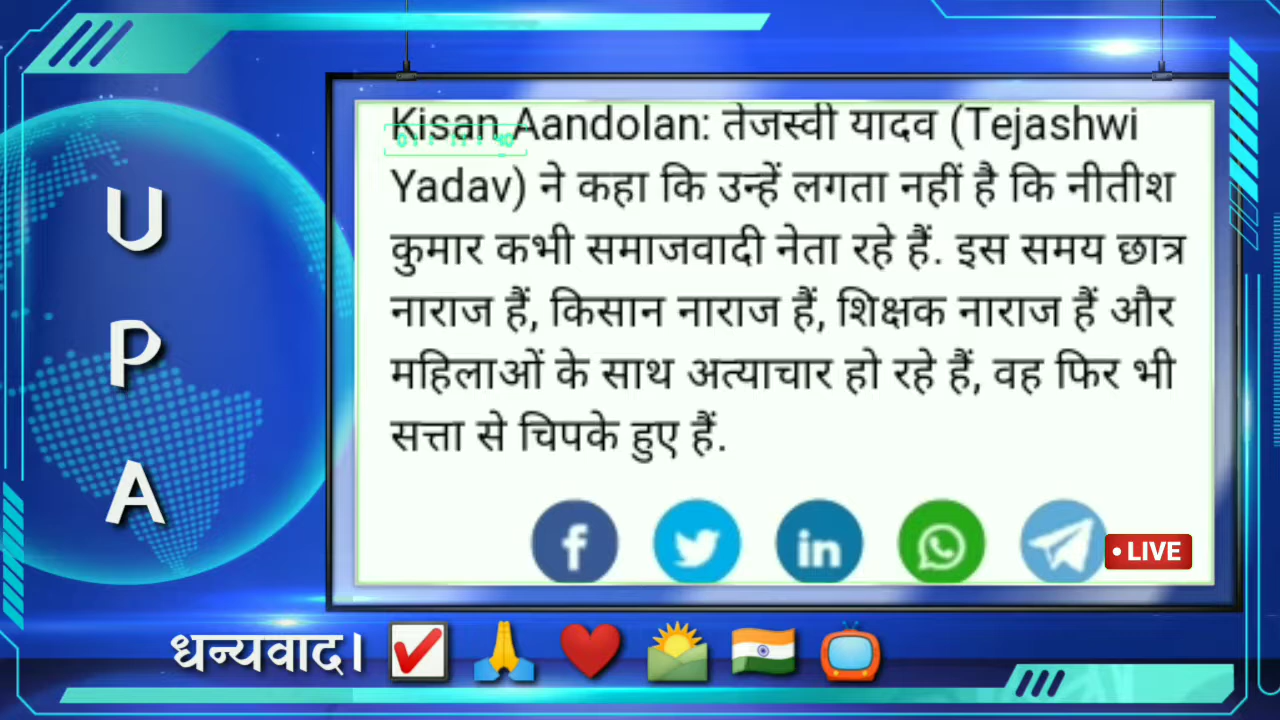 U
P
A
Kisan Aandolan: तेजस्वी यादव (Tejashwi
Yadav) ने कहा कि उन्हें लगता नहीं है कि नीतीश
कुमार कभी समाजवादी नेता रहे हैं. इस समय छात्र
नाराज हैं, किसान नाराज हैं, शिक्षक नाराज हैं और
महिलाओं के साथ अत्याचार हो रहे हैं, वह फिर भी
सत्ता से चिपके हुए हैं.
f in
• LIVE
धन्यवाद।